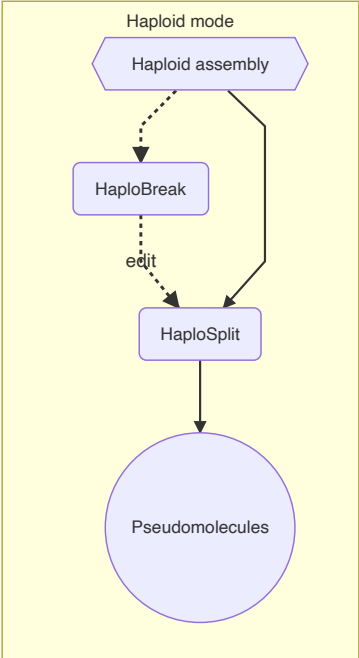 Haploid mode
Haploid assembly
HaploBreak
edit
HaploSplit
Pseudomolecules